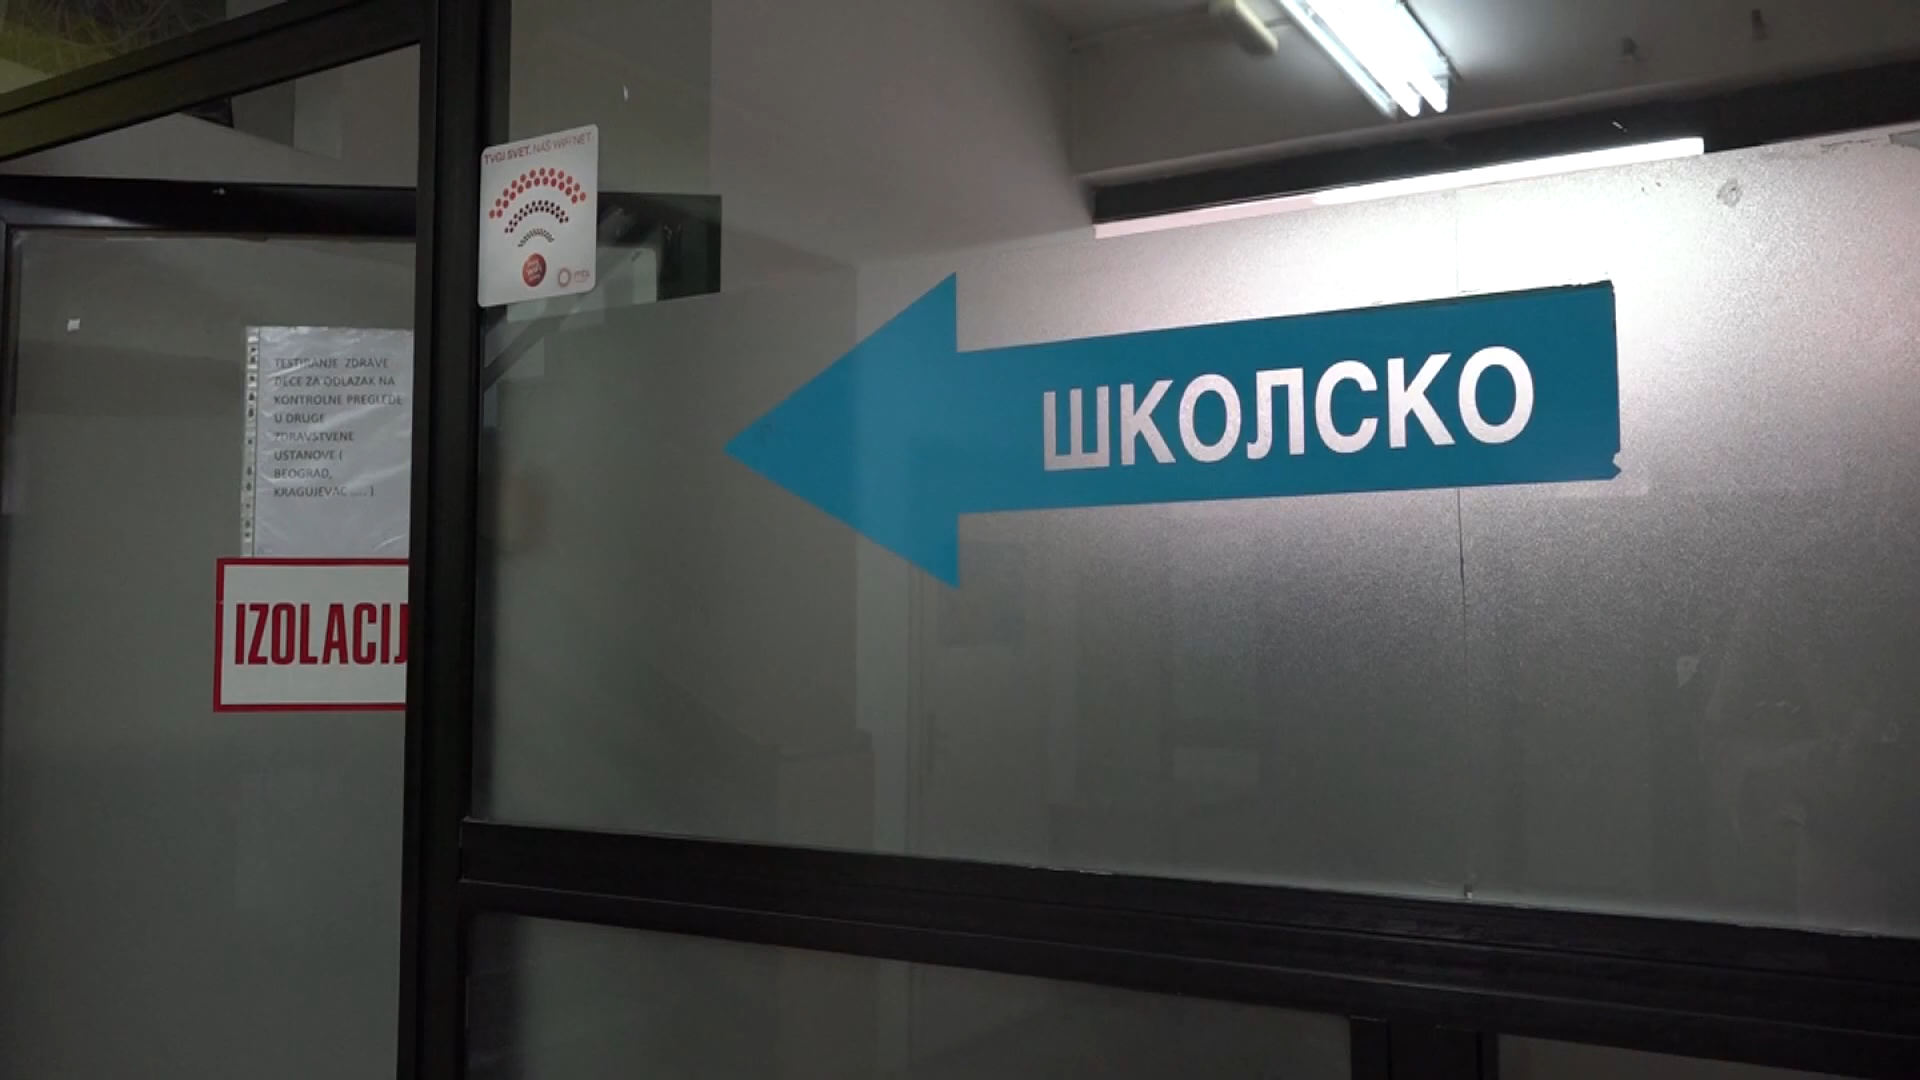 TVOJ SVET. NAŠ WIFI NET.
TESTIRANJE ZDRAVE
DECE ZA ODLAZAK NA
KONTROLNE PREGLEDE
U DRUGE
ZDRAVSTVENE
USTANOVE (
BEOGRAD,
KRAGUJEVAC .... )
IZOLACIJ
ШКОЛСКО